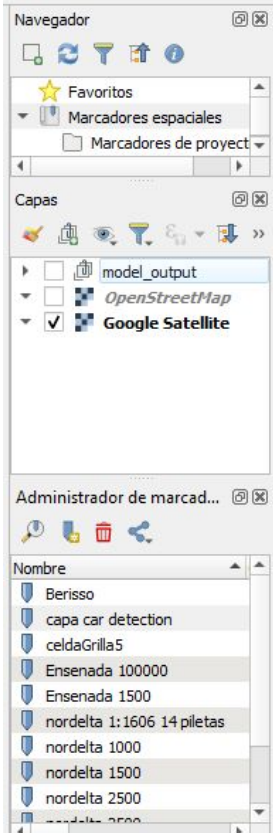 Navegador
Favoritos
Marcadores espaciales
Marcadores de proyect
Capas
model_output
OpenStreetMap
Google Satellite
Administrador de marcad...
Nombre
Berisso
capa car detection
celdaGrilla5
Ensenada 100000
Ensenada 1500
nordelta 1:1606 14 piletas
nordelta 1000
nordelta 1500
nordelta 2500